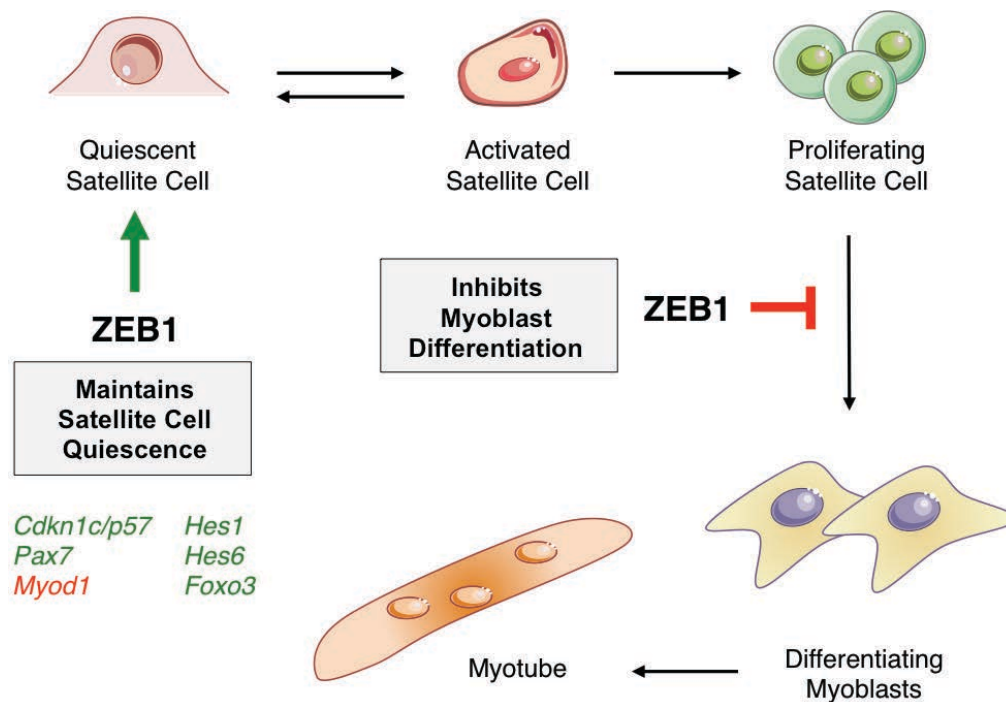 Quiescent
Satellite Cell
Activated
Satellite Cell
Proliferating
Satellite Cell
ZEB1
Maintains
Satellite Cell
Quiescence
Inhibits
Myoblast
Differentiation
ZEB1
Cdkn1c/p57 Hes1
Pax7 Hes6
Myod1 Foxo3
Myotube
Differentiating
Myoblasts